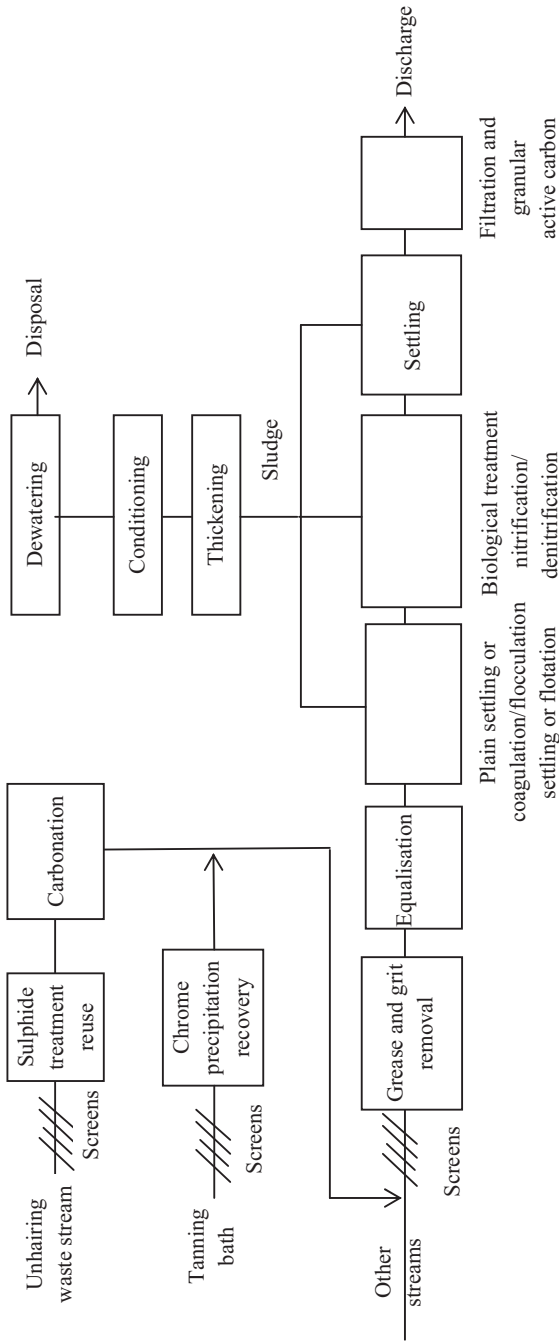 Unhairing
waste stream
Screens
Sulphide
treatment
reuse
Carbonation
Tanning
bath
Screens
Chrome
precipitation
recovery
Other
streams
Screens
Grease and grit
removal
Equalisation
Plain settling or
coagulation/flocculation
settling or flotation
Biological treatment
nitrification/
denitrification
Settling
Filtration and
granular
active carbon
Discharge
Sludge
Thickening
Conditioning
Dewatering
Disposal